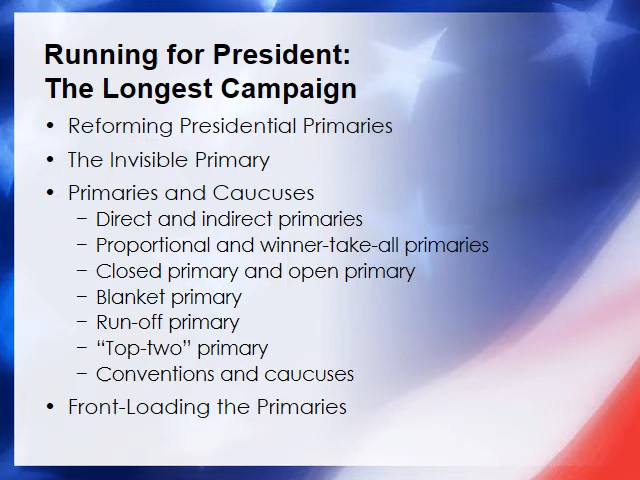 Running for President:
The Longest Campaign
• Reforming Presidential Primaries
• The Invisible Primary
• Primaries and Caucuses
– Direct and indirect primaries
– Proportional and winner-take-all primaries
– Closed primary and open primary
– Blanket primary
– Run-off primary
– “Top-two” primary
– Conventions and caucuses
• Front-Loading the Primaries